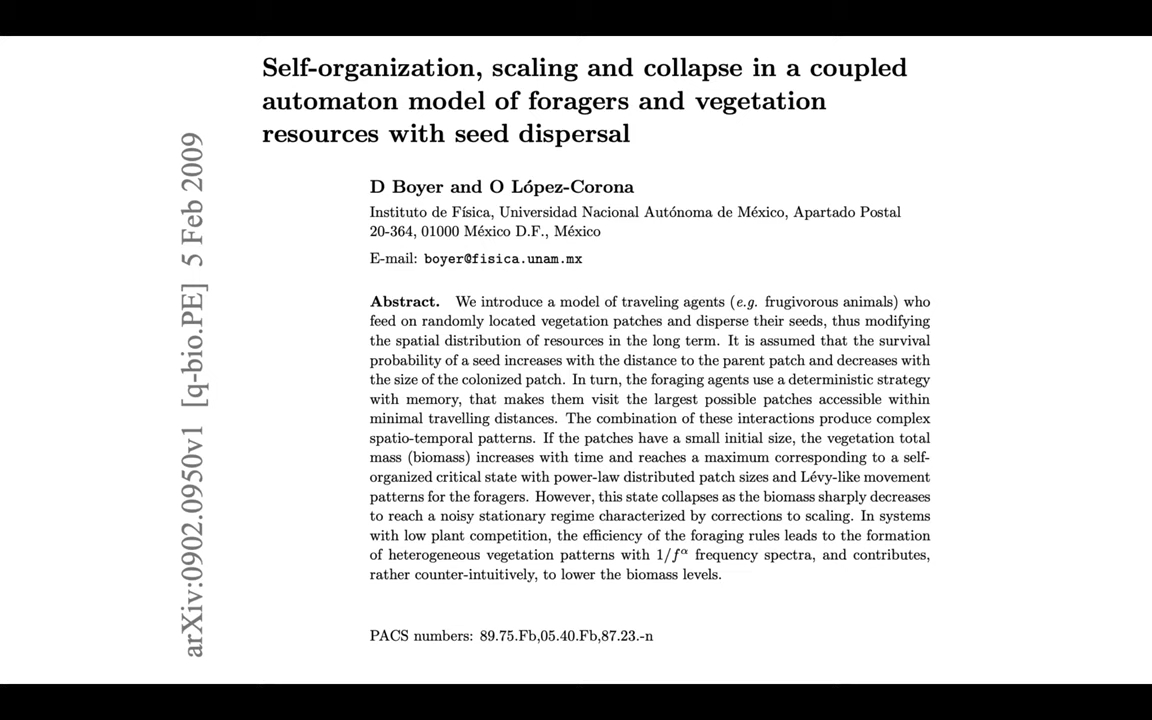 Self-organization, scaling and collapse in a coupled
automaton model of foragers and vegetation
resources with seed dispersal
D Boyer and O López-Corona
Instituto de Física, Universidad Nacional Autónoma de México, Apartado Postal
20-364, 01000 México D.F., México
E-mail: boyer@fisica.unam.mx
Abstract. We introduce a model of traveling agents (e.g. frugivorous animals) who
feed on randomly located vegetation patches and disperse their seeds, thus modifying
the spatial distribution of resources in the long term. It is assumed that the survival
probability of a seed increases with the distance to the parent patch and decreases with
the size of the colonized patch. In turn, the foraging agents use a deterministic strategy
with memory, that makes them visit the largest possible patches accessible within
minimal travelling distances. The combination of these interactions produce complex
spatio-temporal patterns. If the patches have a small initial size, the vegetation total
mass (biomass) increases with time and reaches a maximum corresponding to a self-
organized critical state with power-law distributed patch sizes and Lévy-like movement
patterns for the foragers. However, this state collapses as the biomass sharply decreases
to reach a noisy stationary regime characterized by corrections to scaling. In systems
with low plant competition, the efficiency of the foraging rules leads to the formation
of heterogeneous vegetation patterns with 1/f^α frequency spectra, and contributes,
rather counter-intuitively, to lower the biomass levels.
PACS numbers: 89.75.Fb,05.40.Fb,87.23.-n
arXiv:0902.0950v1 [q-bio.PE] 5 Feb 2009